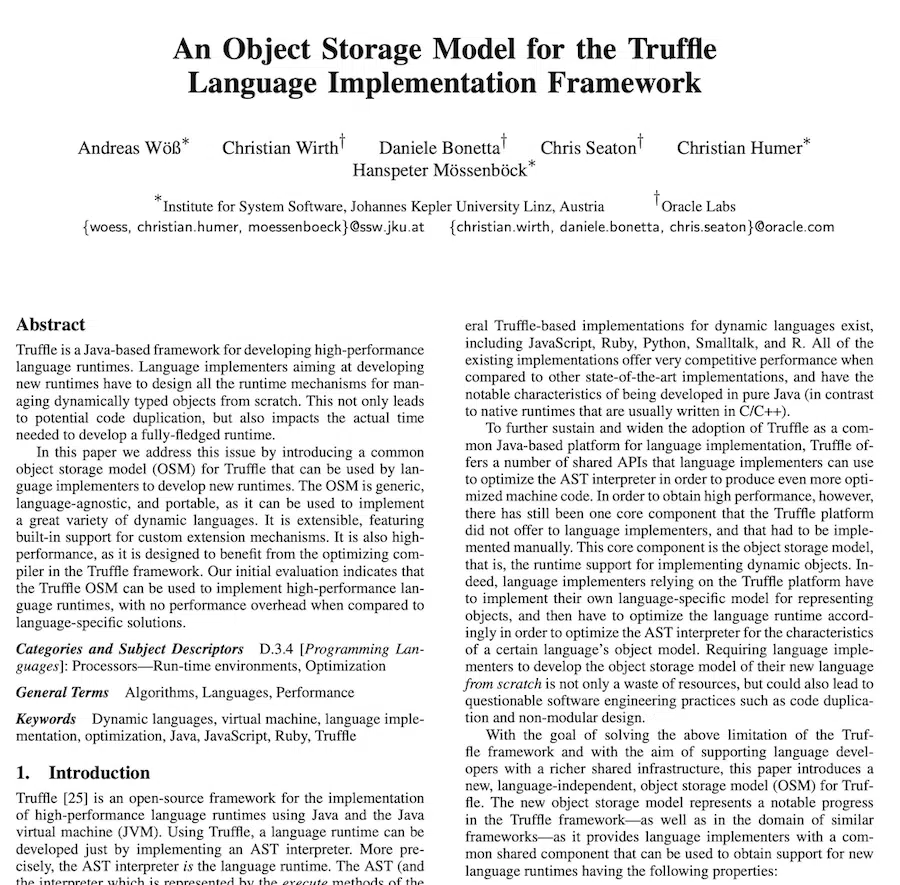 An Object Storage Model for the Truffle
Language Implementation Framework
Andreas Wöß* Christian Wirth† Daniele Bonetta† Chris Seaton† Christian Humer*
Hanspeter Mössenböck*
*Institute for System Software, Johannes Kepler University Linz, Austria †Oracle Labs
{woess, christian.humer, moessenboeck}@ssw.jku.at {christian.wirth, daniele.bonetta, chris.seaton}@oracle.com
Abstract
Truffle is a Java-based framework for developing high-performance
language runtimes. Language implementers aiming at developing
new runtimes have to design all the runtime mechanisms for man-
aging dynamically typed objects from scratch. This not only leads
to potential code duplication, but also impacts the actual time
needed to develop a fully-fledged runtime.
In this paper we address this issue by introducing a common
object storage model (OSM) for Truffle that can be used by lan-
guage implementers to develop new runtimes. The OSM is generic,
language-agnostic, and portable, as it can be used to implement
a great variety of dynamic languages. It is extensible, featuring
built-in support for custom extension mechanisms. It is also high-
performance, as it is designed to benefit from the optimizing com-
piler in the Truffle framework. Our initial evaluation indicates that
the Truffle OSM can be used to implement high-performance lan-
guage runtimes, with no performance overhead when compared to
language-specific solutions.
Categories and Subject Descriptors D.3.4 [Programming Lan-
guages]: Processors—Run-time environments, Optimization
General Terms Algorithms, Languages, Performance
Keywords Dynamic languages, virtual machine, language imple-
mentation, optimization, Java, JavaScript, Ruby, Truffle
1. Introduction
Truffle [25] is an open-source framework for the implementation
of high-performance language runtimes using Java and the Java
virtual machine (JVM). Using Truffle, a language runtime can be
developed just by implementing an AST interpreter. More pre-
cisely, the AST interpreter is the language runtime. The AST (and
the interpreter which is represented by the execute methods of the
eral Truffle-based implementations for dynamic languages exist,
including JavaScript, Ruby, Python, Smalltalk, and R. All of the
existing implementations offer very competitive performance when
compared to other state-of-the-art implementations, and have the
notable characteristics of being developed in pure Java (in contrast
to native runtimes that are usually written in C/C++).
To further sustain and widen the adoption of Truffle as a com-
mon Java-based platform for language implementation, Truffle of-
fers a number of shared APIs that language implementers can use
to optimize the AST interpreter in order to produce even more opti-
mized machine code. In order to obtain high performance, however,
there has still been one core component that the Truffle platform
did not offer to language implementers, and that had to be imple-
mented manually. This core component is the object storage model,
that is, the runtime support for implementing dynamic objects. In-
deed, language implementers relying on the Truffle platform have
to implement their own language-specific model for representing
objects, and then have to optimize the language runtime accord-
ingly in order to optimize the AST interpreter for the characteristics
of a certain language's object model. Requiring language imple-
menters to develop the object storage model of their new language
from scratch is not only a waste of resources, but could also lead to
questionable software engineering practices such as code duplica-
tion and non-modular design.
With the goal of solving the above limitation of the Truf-
fle framework and with the aim of supporting language devel-
opers with a richer shared infrastructure, this paper introduces a
new, language-independent, object storage model (OSM) for Truf-
fle. The new object storage model represents a notable progress
in the Truffle framework—as well as in the domain of similar
frameworks—as it provides language implementers with a com-
mon shared component that can be used to obtain support for new
language runtimes having the following properties: